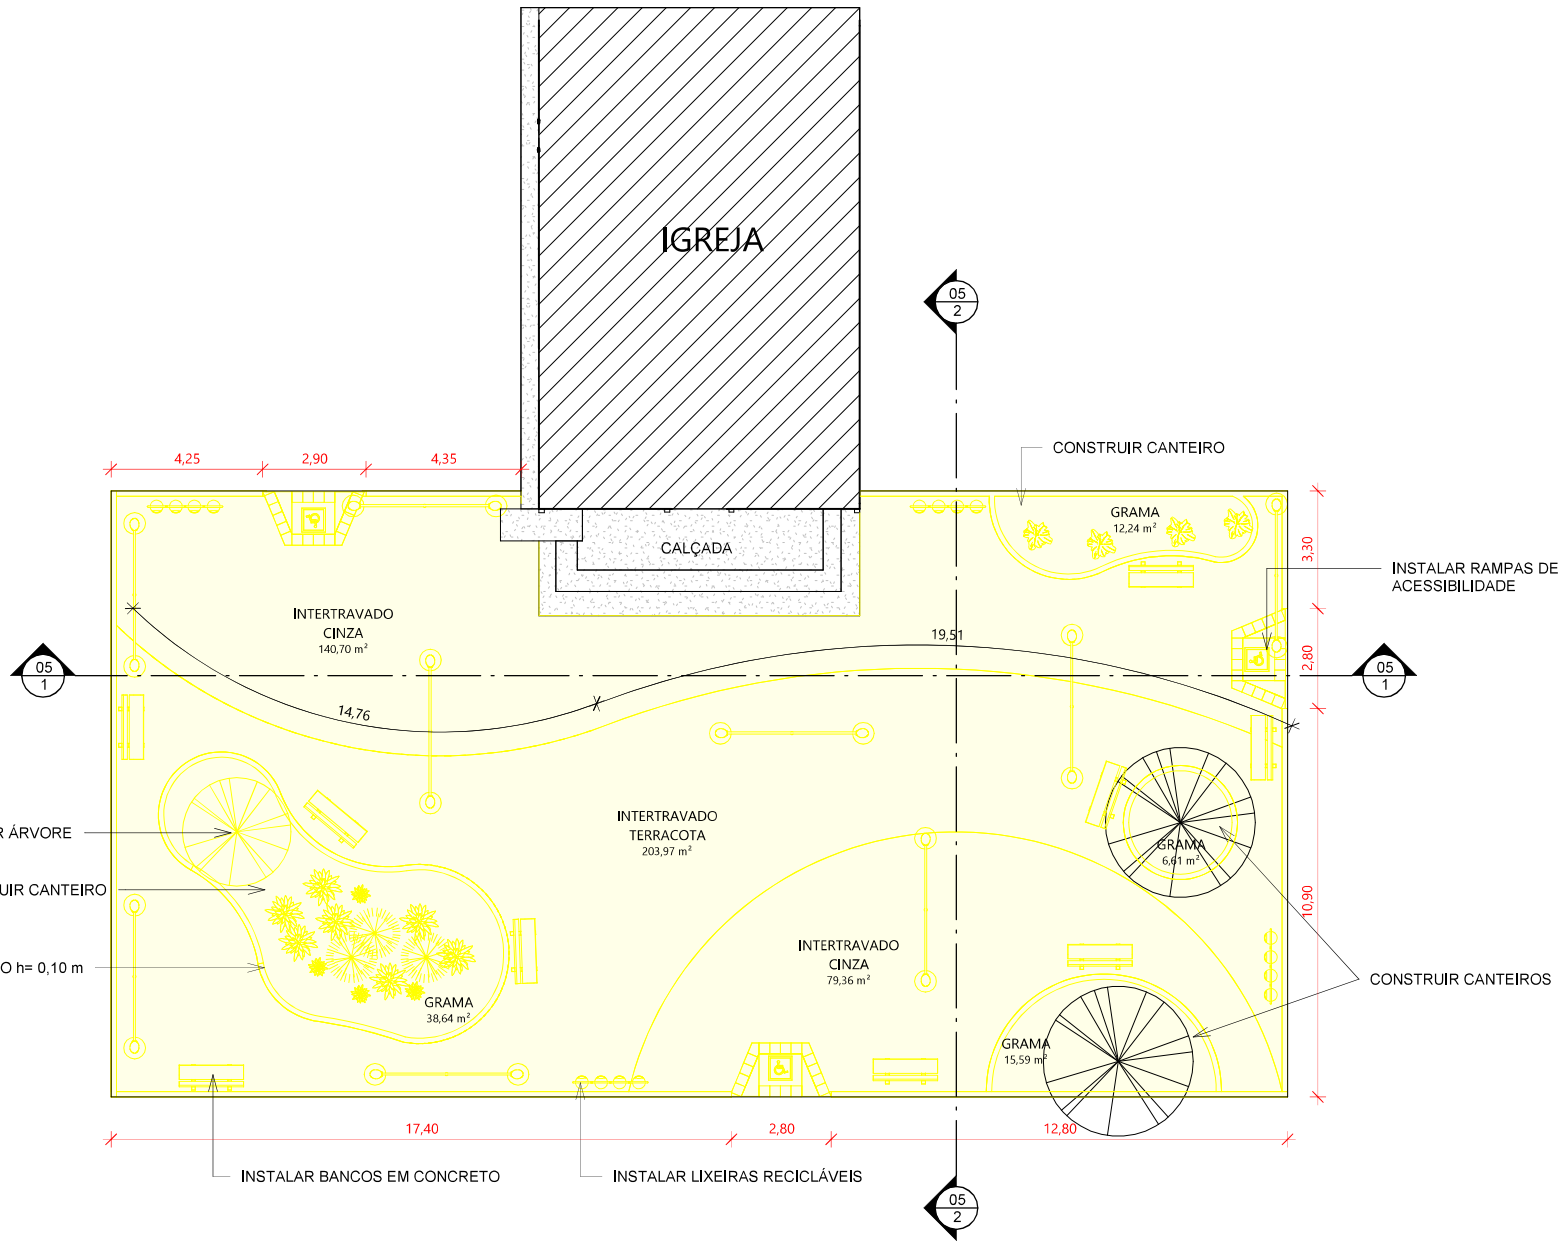 IGREJA
05
2
CONSTRUIR CANTEIRO
4,25
2,90
4,35
GRAMA
12,24 m²
CALÇADA
3,30
INSTALAR RAMPAS DE
ACESSIBILIDADE
INTERTRAVADO
CINZA
140,70 m²
19,51
2,80
05
1
05
1
14,76
INTERTRAVADO
TERRACOTA
203,97 m²
R ÁRVORE
GRAMA
6,61 m²
UIR CANTEIRO
10,90
INTERTRAVADO
CINZA
79,36 m²
O h= 0,10 m
CONSTRUIR CANTEIROS
GRAMA
38,64 m²
GRAMA
15,59 m²
17,40
2,80
12,80
INSTALAR BANCOS EM CONCRETO
INSTALAR LIXEIRAS RECICLÁVEIS
05
2